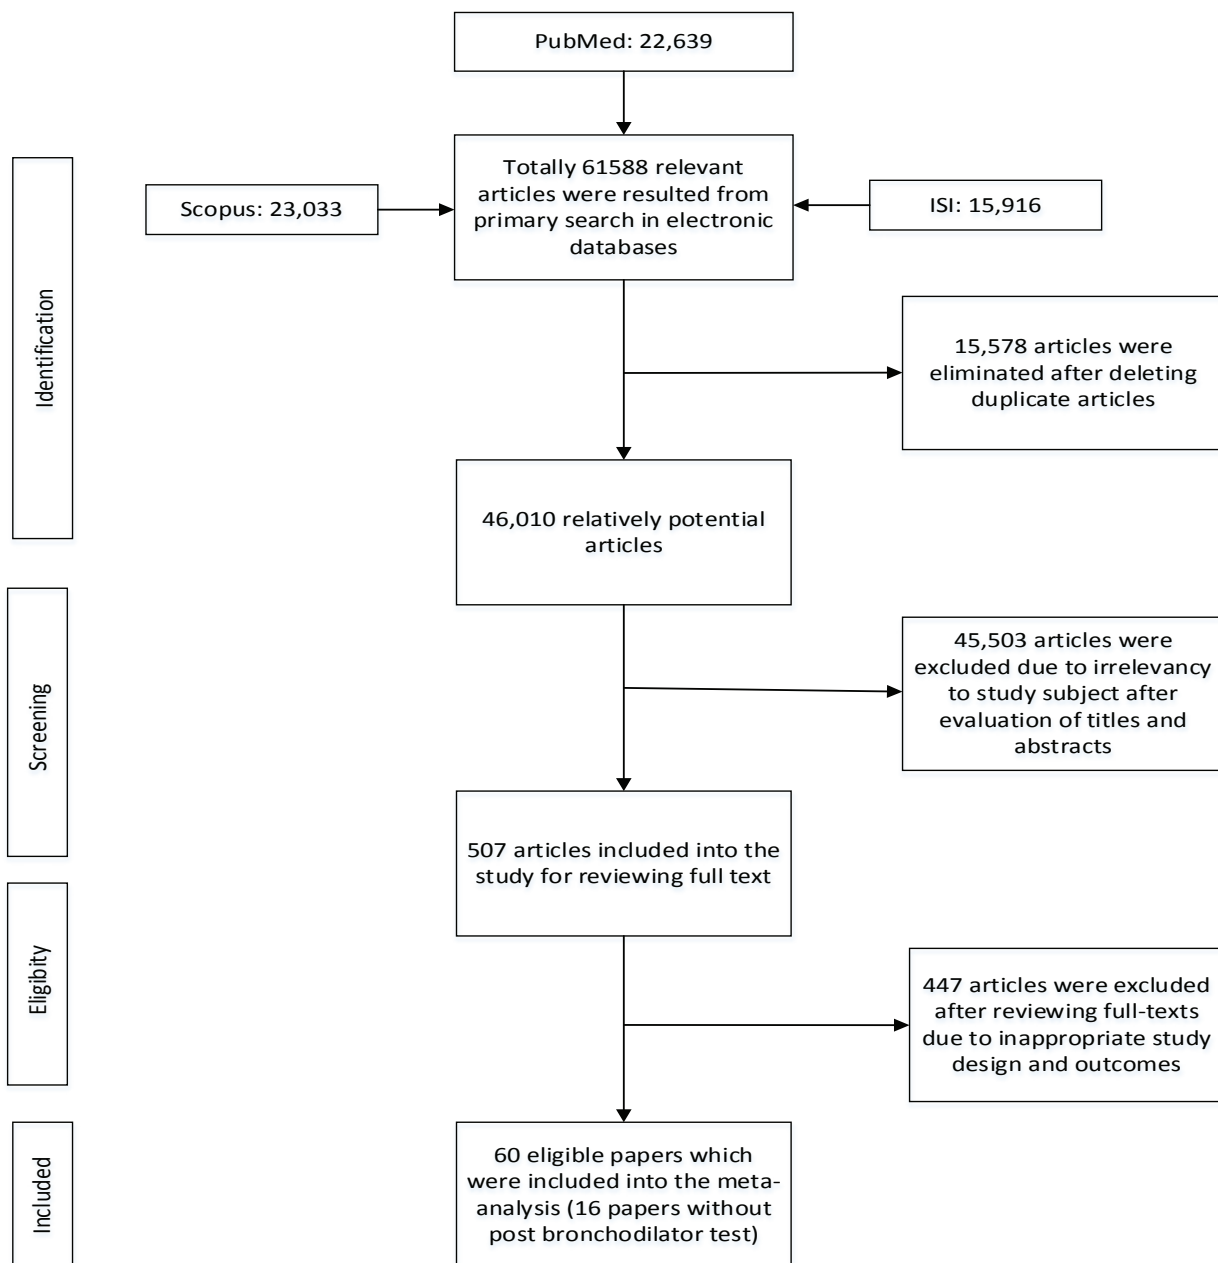 PubMed: 22,639
Totally 61588 relevant
articles were resulted from
primary search in electronic
databases
Scopus: 23,033
ISI: 15,916
Identification
15,578 articles were
eliminated after deleting
duplicate articles
46,010 relatively potential
articles
Screening
45,503 articles were
excluded due to irrelevancy
to study subject after
evaluation of titles and
abstracts
507 articles included into the
study for reviewing full text
Eligibity
447 articles were excluded
after reviewing full-texts
due to inappropriate study
design and outcomes
Included
60 eligible papers which
were included into the meta-
analysis (16 papers without
post bronchodilator test)